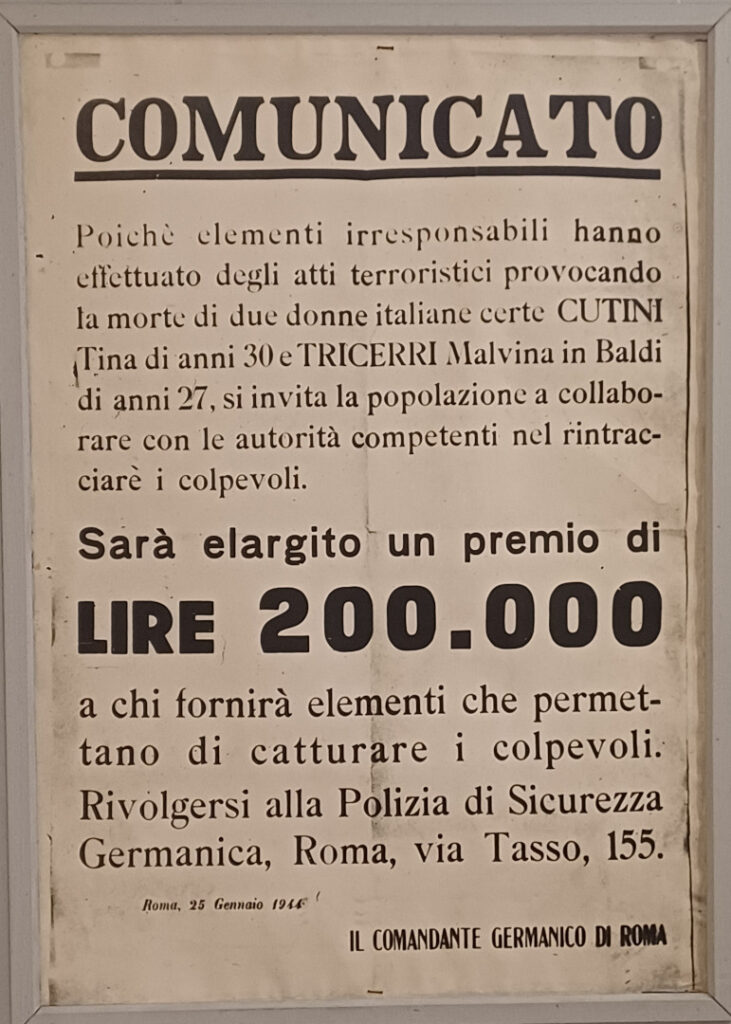 COMUNICATO
Poichè elementi irresponsabili hanno
effettuato degli atti terroristici provocando
la morte di due donne italiane certe CUTINI
Tina di anni 30 e TRICERRI Malvina in Baldi
di anni 27, si invita la popolazione a collabo-
rare con le autorità competenti nel rintrac-
ciarè i colpevoli.
Sarà elargito un premio di
LIRE 200.000
a chi fornirà elementi che permet-
tano di catturare i colpevoli.
Rivolgersi alla Polizia di Sicurezza
Germanica, Roma, via Tasso, 155.
Roma, 25 Gennaio 1944
IL COMANDANTE GERMANICO DI ROMA